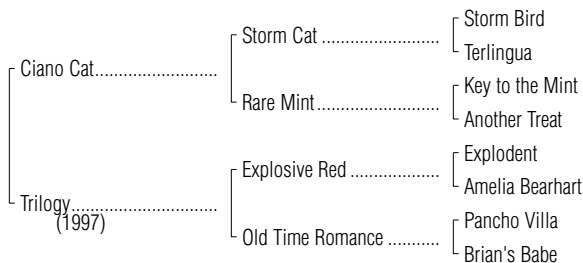 Storm Bird
Storm Cat ........................
Terlingua
Ciano Cat..........................
Key to the Mint
Rare Mint..........................
Another Treat
Explodent
Explosive Red ...................
Amelia Bearhart
Trilogy...............................
(1997)
Pancho Villa
Old Time Romance ...........
Brian's Babe